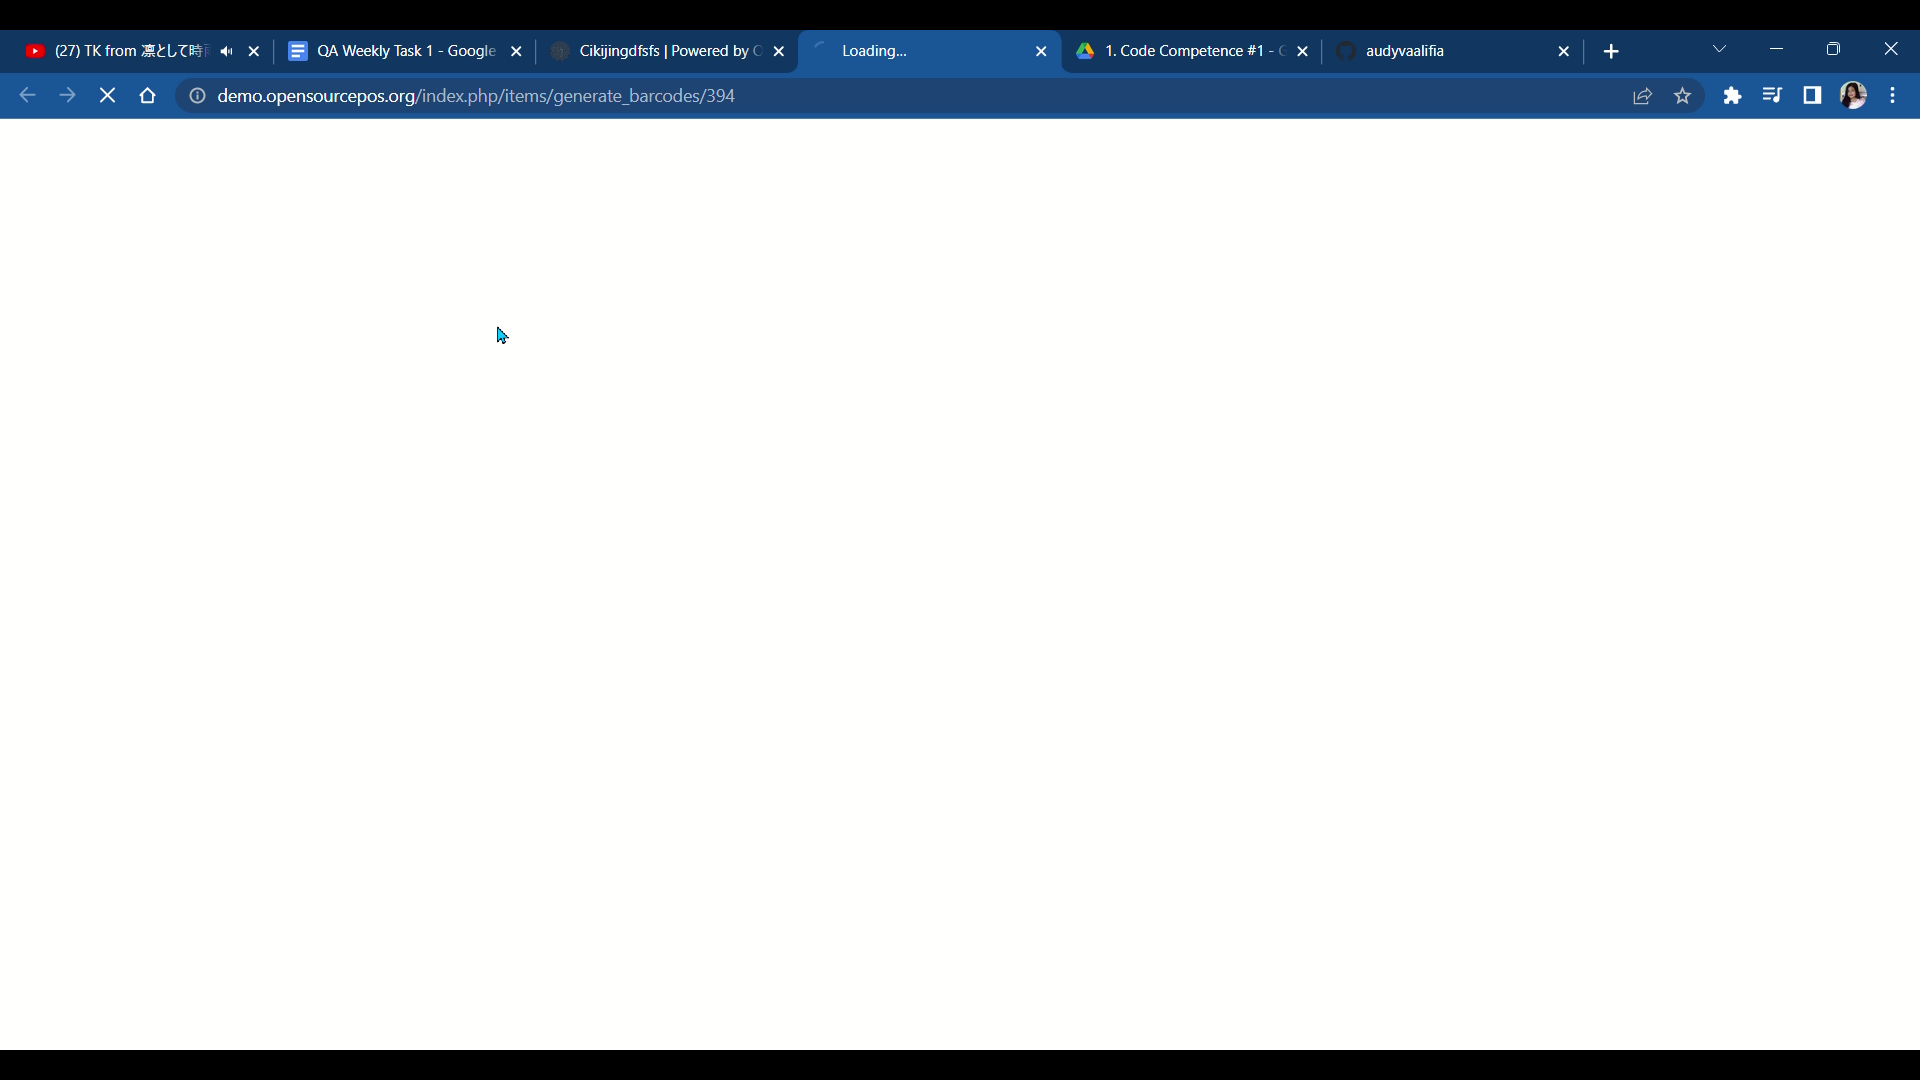 (27) TK from 凛として時
QA Weekly Task 1 - Google
Cikijingdfsfs | Powered by
Loading...
1. Code Competence #1 -
audyvaalifia
demo.opensourcepos.org/index.php/items/generate_barcodes/394